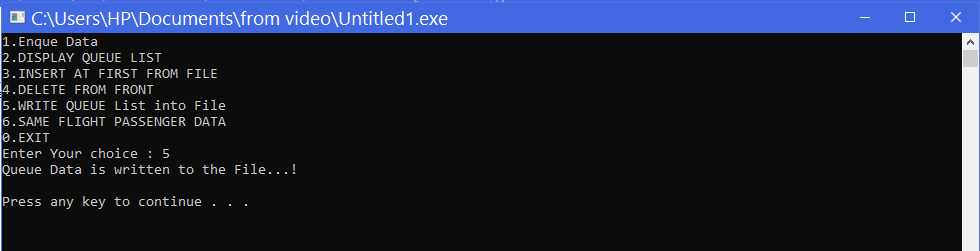 C:\Users\HP\Documents\from video\Untitled1.exe
1.Enque Data
2.DISPLAY QUEUE LIST
3.INSERT AT FIRST FROM FILE
4.DELETE FROM FRONT
5.WRITE QUEUE List into File
6.SAME FLIGHT PASSENGER DATA
0.EXIT
Enter Your choice : 5
Queue Data is written to the File...!
Press any key to continue . . .